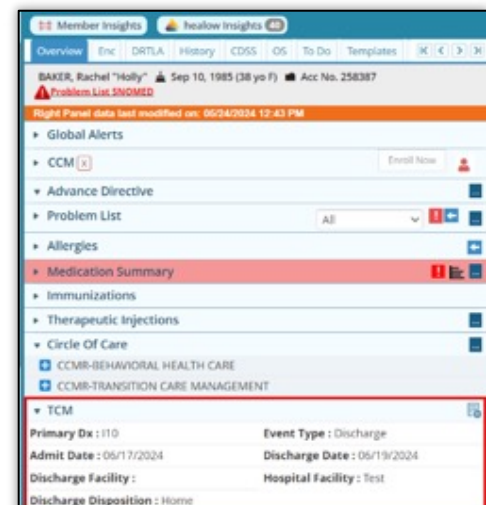 Member Insights healow Insights 40
Overview Enc DRTLA History CDSS OS To Do Templates
BAKER, Rachel "Holly" Sep 10, 1985 (38 yo F) Acc No. 258387
Problem List SNOMED
Right Panel data last modified on: 06/24/2024 12:43 PM
Global Alerts
CCM x Enroll Now
Advance Directive
Problem List All
Allergies
Medication Summary
Immunizations
Therapeutic Injections
Circle Of Care
CCMR-BEHAVIORAL HEALTH CARE
CCMR-TRANSITION CARE MANAGEMENT
TCM
Primary Dx : I10 Event Type : Discharge
Admit Date : 06/17/2024 Discharge Date : 06/19/2024
Discharge Facility : Hospital Facility : Test
Discharge Disposition : Home